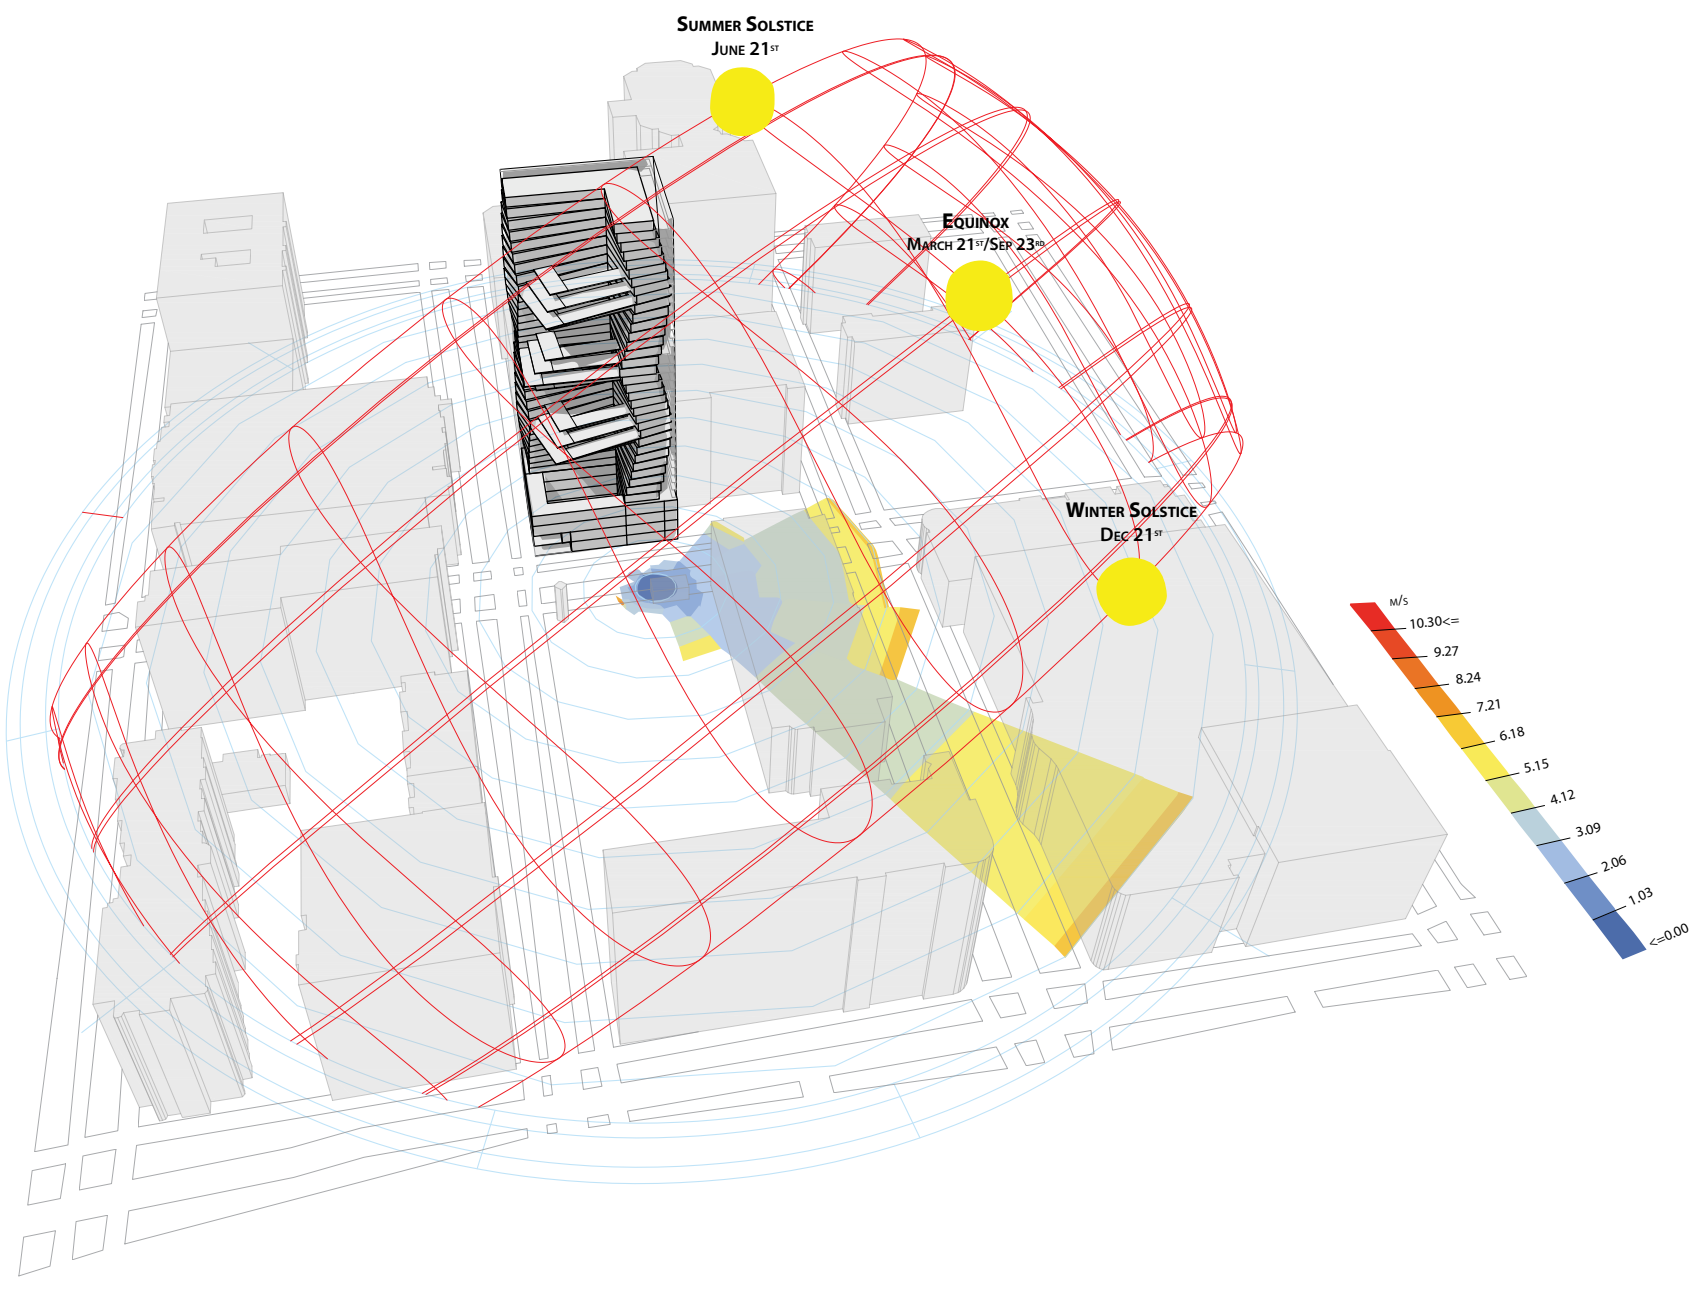 Summer Solstice
June 21st
Equinox
March 21st/Sep 23rd
Winter Solstice
Dec 21st
m/s
10.30<=
9.27
8.24
7.21
6.18
5.15
4.12
3.09
2.06
1.03
<=0.00